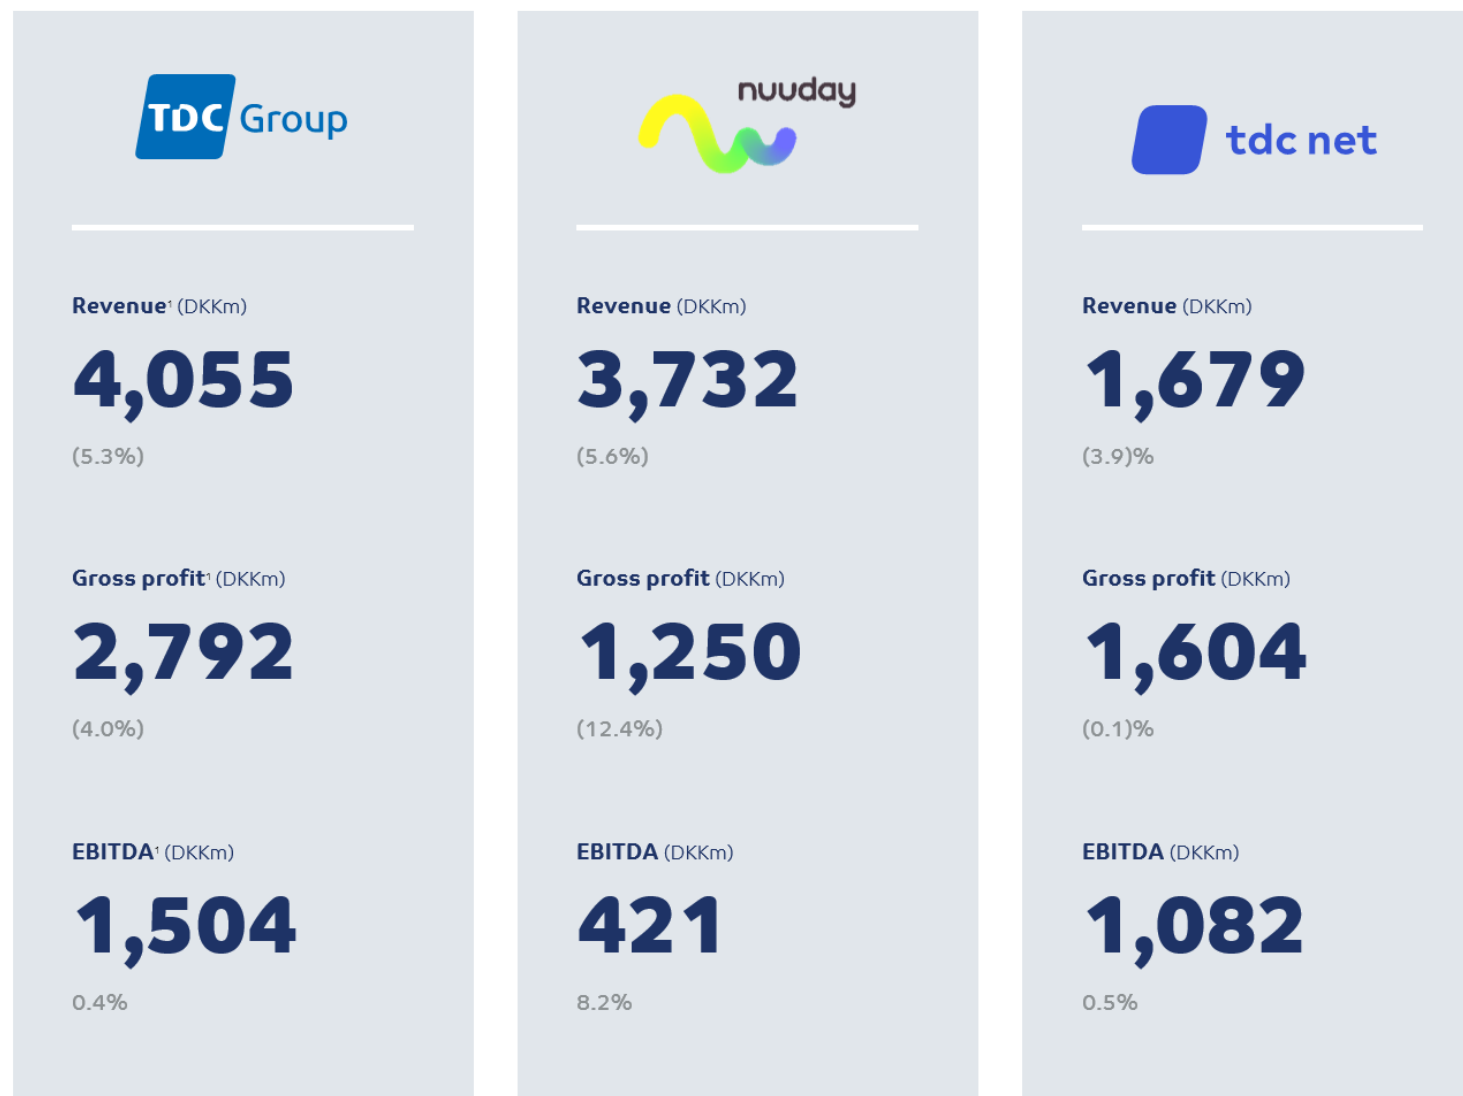 TDC Group
Revenue¹ (DKKm)
4,055
(5.3%)
Gross profit¹ (DKKm)
2,792
(4.0%)
EBITDA¹ (DKKm)
1,504
0.4%
nuuday
Revenue (DKKm)
3,732
(5.6%)
Gross profit (DKKm)
1,250
(12.4%)
EBITDA (DKKm)
421
8.2%
tdc net
Revenue (DKKm)
1,679
(3.9)%
Gross profit (DKKm)
1,604
(0.1)%
EBITDA (DKKm)
1,082
0.5%